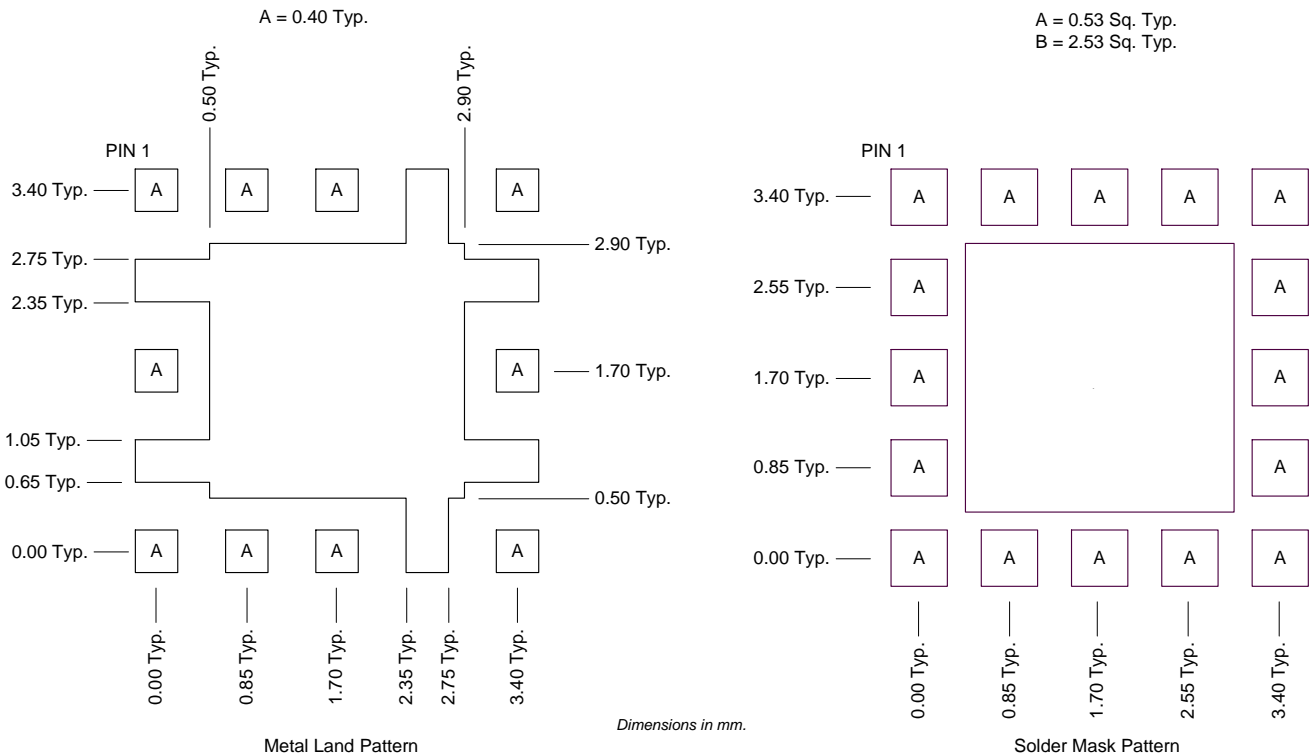 A = 0.40 Typ.
0.50 Typ.
2.90 Typ.
PIN 1
3.40 Typ.
A
A
A
A
2.90 Typ.
2.75 Typ.
2.35 Typ.
A
A
1.70 Typ.
1.05 Typ.
0.65 Typ.
0.50 Typ.
0.00 Typ.
A
A
A
A
0.00 Typ.
0.85 Typ.
1.70 Typ.
2.35 Typ.
2.75 Typ.
3.40 Typ.
Metal Land Pattern
Dimensions in mm.
A = 0.53 Sq. Typ.
B = 2.53 Sq. Typ.
PIN 1
3.40 Typ.
A
A
A
A
A
2.55 Typ.
A
A
1.70 Typ.
A
A
0.85 Typ.
A
A
0.00 Typ.
A
A
A
A
A
0.00 Typ.
0.85 Typ.
1.70 Typ.
2.55 Typ.
3.40 Typ.
Solder Mask Pattern